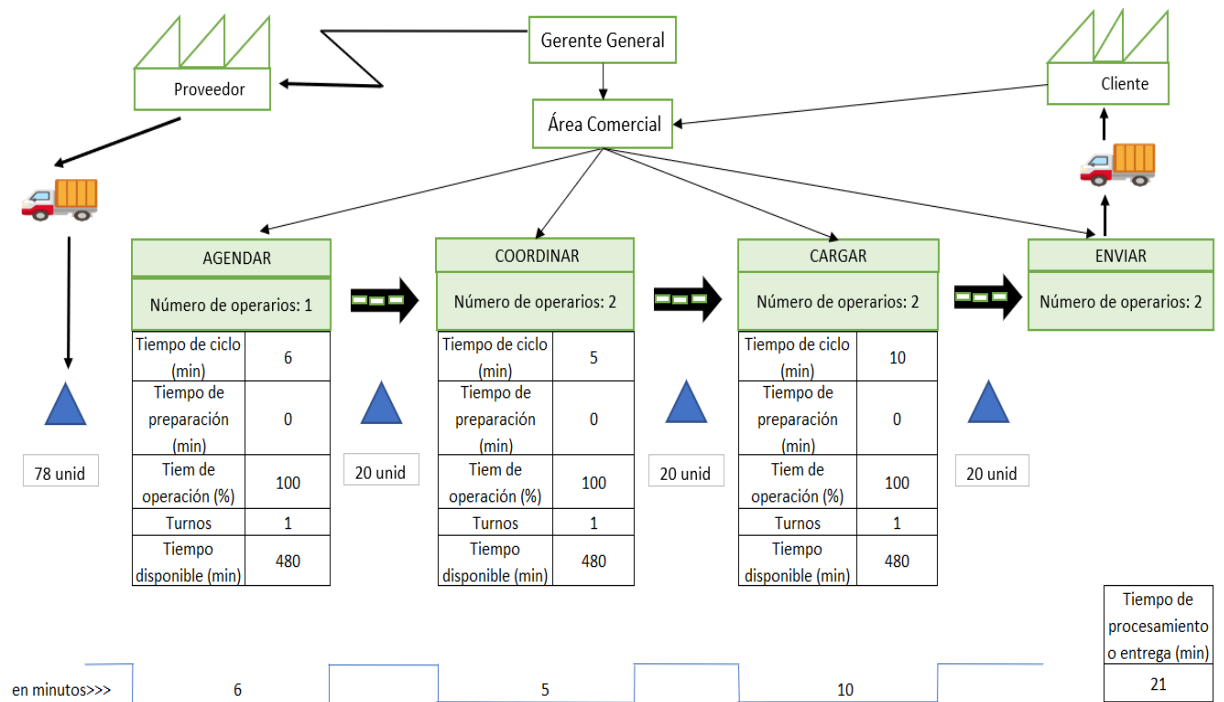 Gerente General
Proveedor
Cliente
Área Comercial
AGENDAR
Número de operarios: 1
Tiempo de ciclo
(min)
6
Tiempo de
preparación
(min)
0
Tiem de
operación (%)
100
Turnos
1
Tiempo
disponible (min)
480
COORDINAR
Número de operarios: 2
Tiempo de ciclo
(min)
5
Tiempo de
preparación
(min)
0
Tiem de
operación (%)
100
Turnos
1
Tiempo
disponible (min)
480
CARGAR
Número de operarios: 2
Tiempo de ciclo
(min)
10
Tiempo de
preparación
(min)
0
Tiem de
operación (%)
100
Turnos
1
Tiempo
disponible (min)
480
ENVIAR
Número de operarios: 2
78 unid
20 unid
20 unid
20 unid
Tiempo de
procesamiento
o entrega (min)
21
en minutos>>>
6
5
10